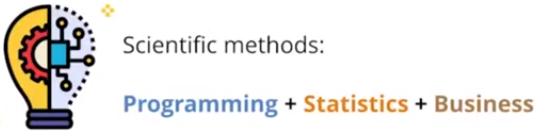 Scientific methods:
Programming + Statistics + Business